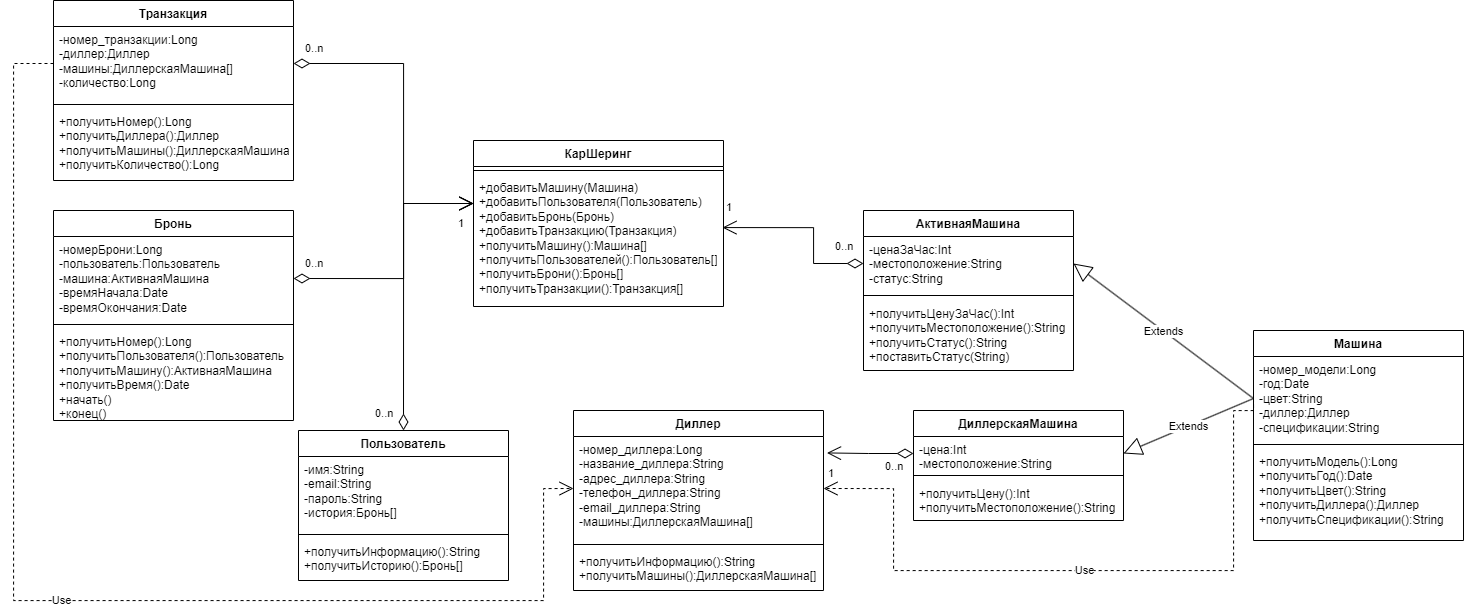 Транзакция
-номер_транзакции:Long
-диллер:Диллер
-машины:ДиллерскаяМашина[]
-количество:Long
+получитьНомер():Long
+получитьДиллера():Диллер
+получитьМашины():ДиллерскаяМашина
+получитьКоличество():Long
0..n
Бронь
-номерБрони:Long
-пользователь:Пользователь
-машина:АктивнаяМашина
-времяНачала:Date
-времяОкончания:Date
+получитьНомер():Long
+получитьПользователя():Пользователь
+получитьМашину():АктивнаяМашина
+получитьВремя():Date
+начать()
+конец()
0..n
0..n
Пользователь
-имя:String
-email:String
-пароль:String
-история:Бронь[]
+получитьИнформацию():String
+получитьИсторию():Бронь[]
Use
КарШеринг
+добавитьМашину(Машина)
+добавитьПользователя(Пользователь)
+добавитьБронь(Бронь)
+добавитьТранзакцию(Транзакция)
+получитьМашину():Машина[]
+получитьПользователей():Пользователь[]
+получитьБрони():Бронь[]
+получитьТранзакции():Транзакция[]
1
1
0..n
АктивнаяМашина
-ценаЗаЧас:Int
-местоположение:String
-статус:String
+получитьЦенуЗаЧас():Int
+получитьМестоположение():String
+получитьСтатус():String
+поставитьСтатус(String)
Extends
Диллер
-номер_диллера:Long
-название_диллера:String
-адрес_диллера:String
-телефон_диллера:String
-email_диллера:String
-машины:ДиллерскаяМашина[]
+получитьИнформацию():String
+получитьМашины():ДиллерскаяМашина[]
1
0..n
ДиллерскаяМашина
-цена:Int
-местоположение:String
+получитьЦену():Int
+получитьМестоположение():String
Extends
Use
Машина
-номер_модели:Long
-год:Date
-цвет:String
-диллер:Диллер
-спецификации:String
+получитьМодель():Long
+получитьГод():Date
+получитьЦвет():String
+получитьДиллера():Диллер
+получитьСпецификации():String